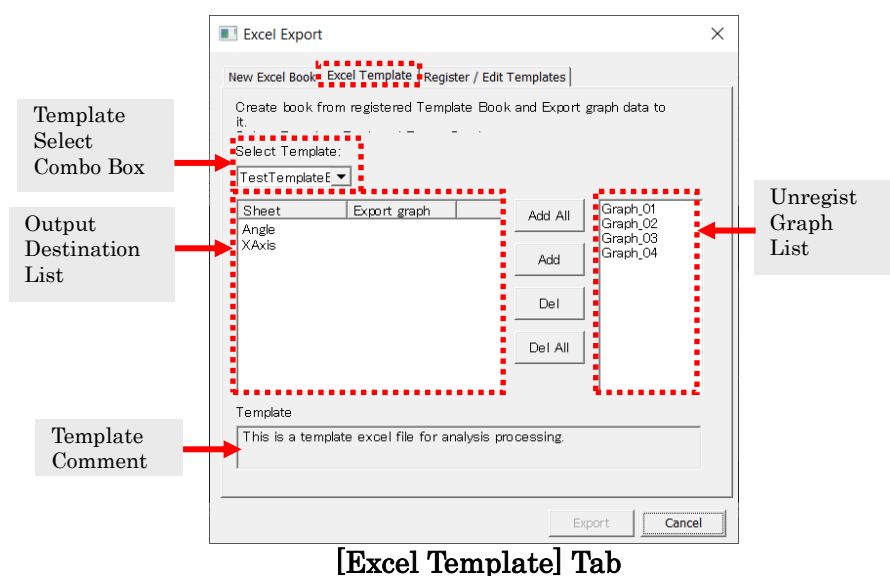 Excel Export
New Excel Book Excel Template Register / Edit Templates
Create book from registered Template Book and Export graph data to
it.
Template
Select
Combo Box
Select Template:
TestTemplateE
Output
Destination
List
Sheet Export graph
Angle
XAxis
Add All
Add
Del
Del All
Graph_01
Graph_02
Graph_03
Graph_04
Unregist
Graph
List
Template
Template
Comment
This is a template excel file for analysis processing.
Export Cancel
[Excel Template] Tab